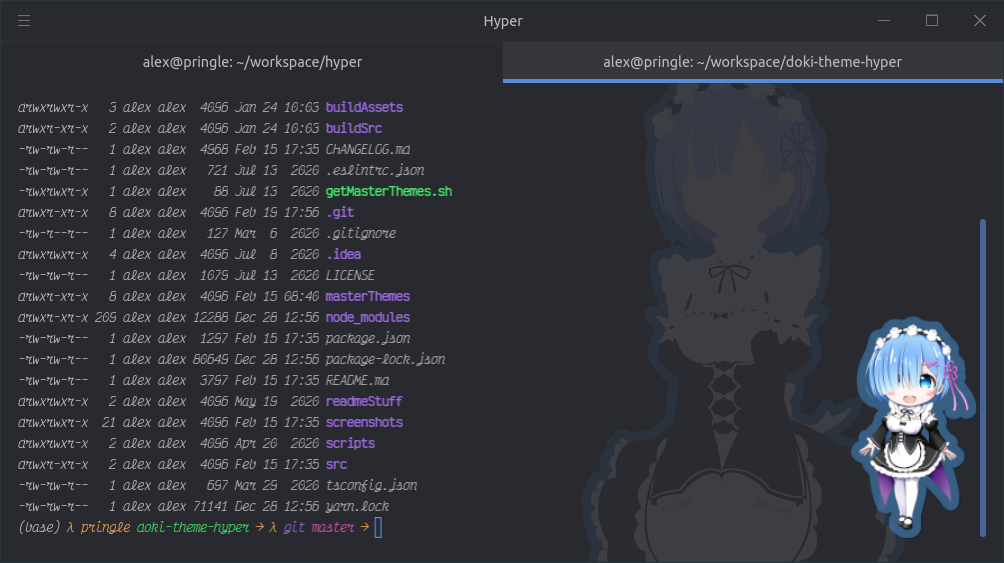 Hyper
alex@pringle: ~/workspace/hyper
alex@pringle: ~/workspace/doki-theme-hyper
drwxrwxr-x 3 alex alex 4096 Jan 24 10:03 buildAssets
drwxr-xr-x 2 alex alex 4096 Jan 24 10:03 buildSrc
-rw-rw-r-- 1 alex alex 4968 Feb 15 17:35 CHANGELOG.md
-rw-rw-r-- 1 alex alex 721 Jul 13 2020 .eslintrc.json
-rwxrwxr-x 1 alex alex 88 Jul 13 2020 getMasterThemes.sh
drwxr-xr-x 8 alex alex 4096 Feb 19 17:56 .git
-rw-r--r-- 1 alex alex 127 Mar 6 2020 .gitignore
drwxrwxr-x 4 alex alex 4096 Jul 8 2020 .idea
-rw-rw-r-- 1 alex alex 1079 Jul 13 2020 LICENSE
drwxrwxr-x 8 alex alex 4096 Feb 15 08:40 masterThemes
drwxr-xr-x 209 alex alex 12288 Dec 28 12:56 node_modules
-rw-rw-r-- 1 alex alex 1297 Feb 15 17:35 package.json
-rw-rw-r-- 1 alex alex 80649 Dec 28 12:56 package-lock.json
-rw-rw-r-- 1 alex alex 3797 Feb 15 17:35 README.md
drwxrwxr-x 2 alex alex 4096 May 19 2020 readmeStuff
drwxrwxr-x 21 alex alex 4096 Feb 15 17:35 screenshots
drwxrwxr-x 2 alex alex 4096 Apr 20 2020 scripts
drwxr-xr-x 2 alex alex 4096 Feb 15 17:35 src
-rw-rw-r-- 1 alex alex 697 Mar 29 2020 tsconfig.json
-rw-rw-r-- 1 alex alex 71141 Dec 28 12:56 yarn.lock
(base) λ pringle doki-theme-hyper → λ git master →